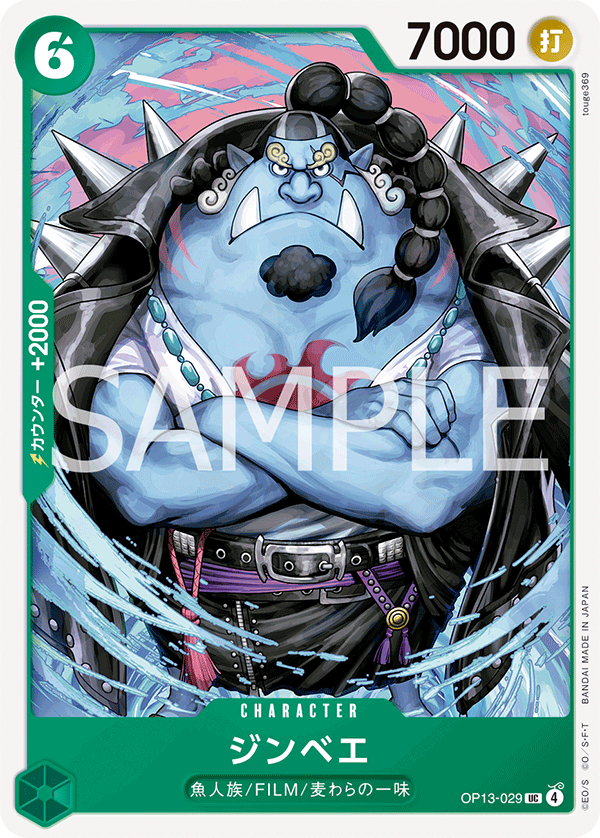 6
7000
打
touge369
カウンター +2000
SAMPLE
CHARACTER
ジンベエ
魚人族/FILM/麦わらの一味
OP13-029 UC 4
©E.O/S ©O/S・F・T BANDAI MADE IN JAPAN